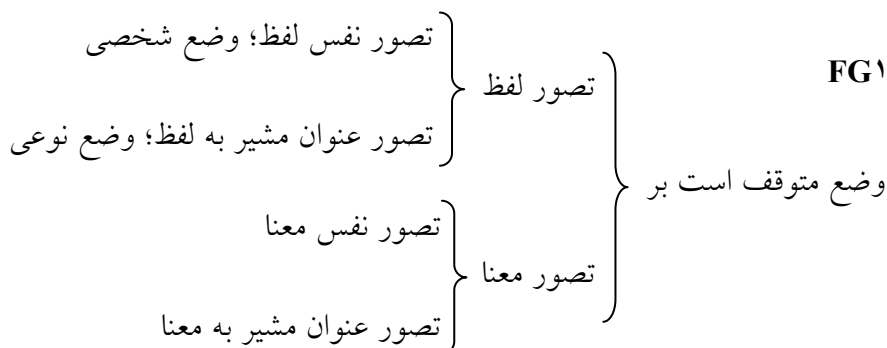 FG۱
وضع متوقف است بر
تصور لفظ
تصور نفس لفظ؛ وضع شخصی
تصور عنوان مشیر به لفظ؛ وضع نوعی
تصور معنا
تصور نفس معنا
تصور عنوان مشیر به معنا